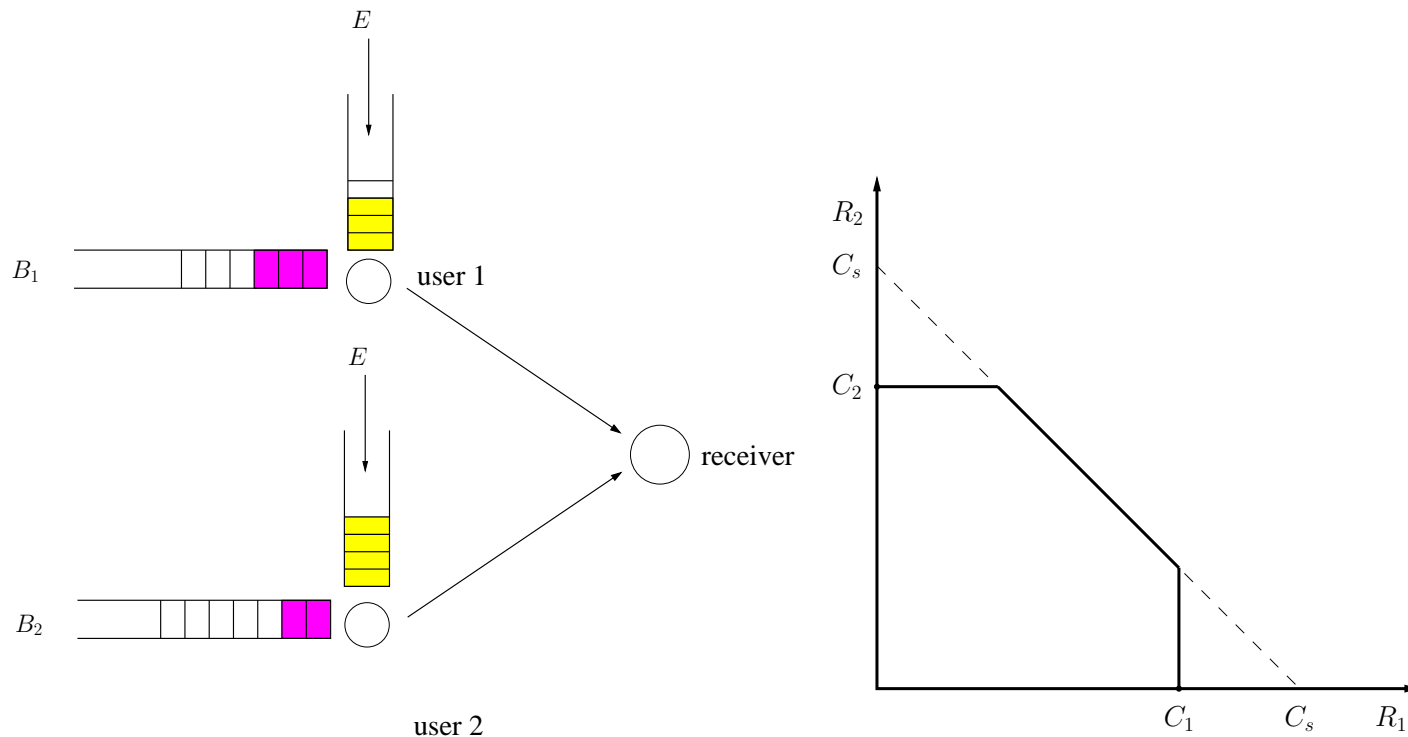 E
B₁
user 1
E
receiver
B₂
user 2
R₂
Cₛ
C₂
C₁
Cₛ
R₁